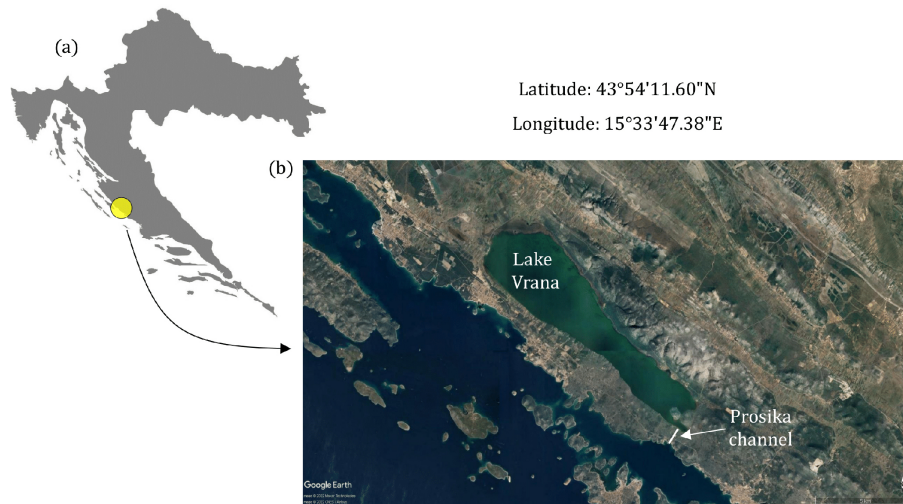 (a)
Latitude: 43°54'11.60"N
Longitude: 15°33'47.38"E
(b)
Lake
Vrana
Prosika
channel
Google Earth